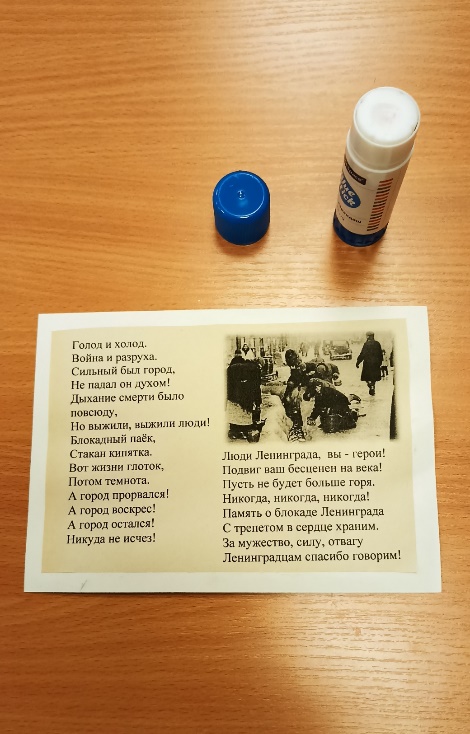 Glue
Stick
Голод и холод.
Война и разруха.
Сильный был город,
Не падал он духом!
Дыхание смерти было
повсюду,
Но выжили, выжили люди!
Блокадный паёк,
Стакан кипятка.
Вот жизни глоток,
Потом темнота.
А город прорвался!
А город воскрес!
А город остался!
Никуда не исчез!
Люди Ленинграда, вы - герои!
Подвиг ваш бесценен на века!
Пусть не будет больше горя.
Никогда, никогда, никогда!
Память о блокаде Ленинграда
С трепетом в сердце храним.
За мужество, силу, отвагу
Ленинградцам спасибо говорим!